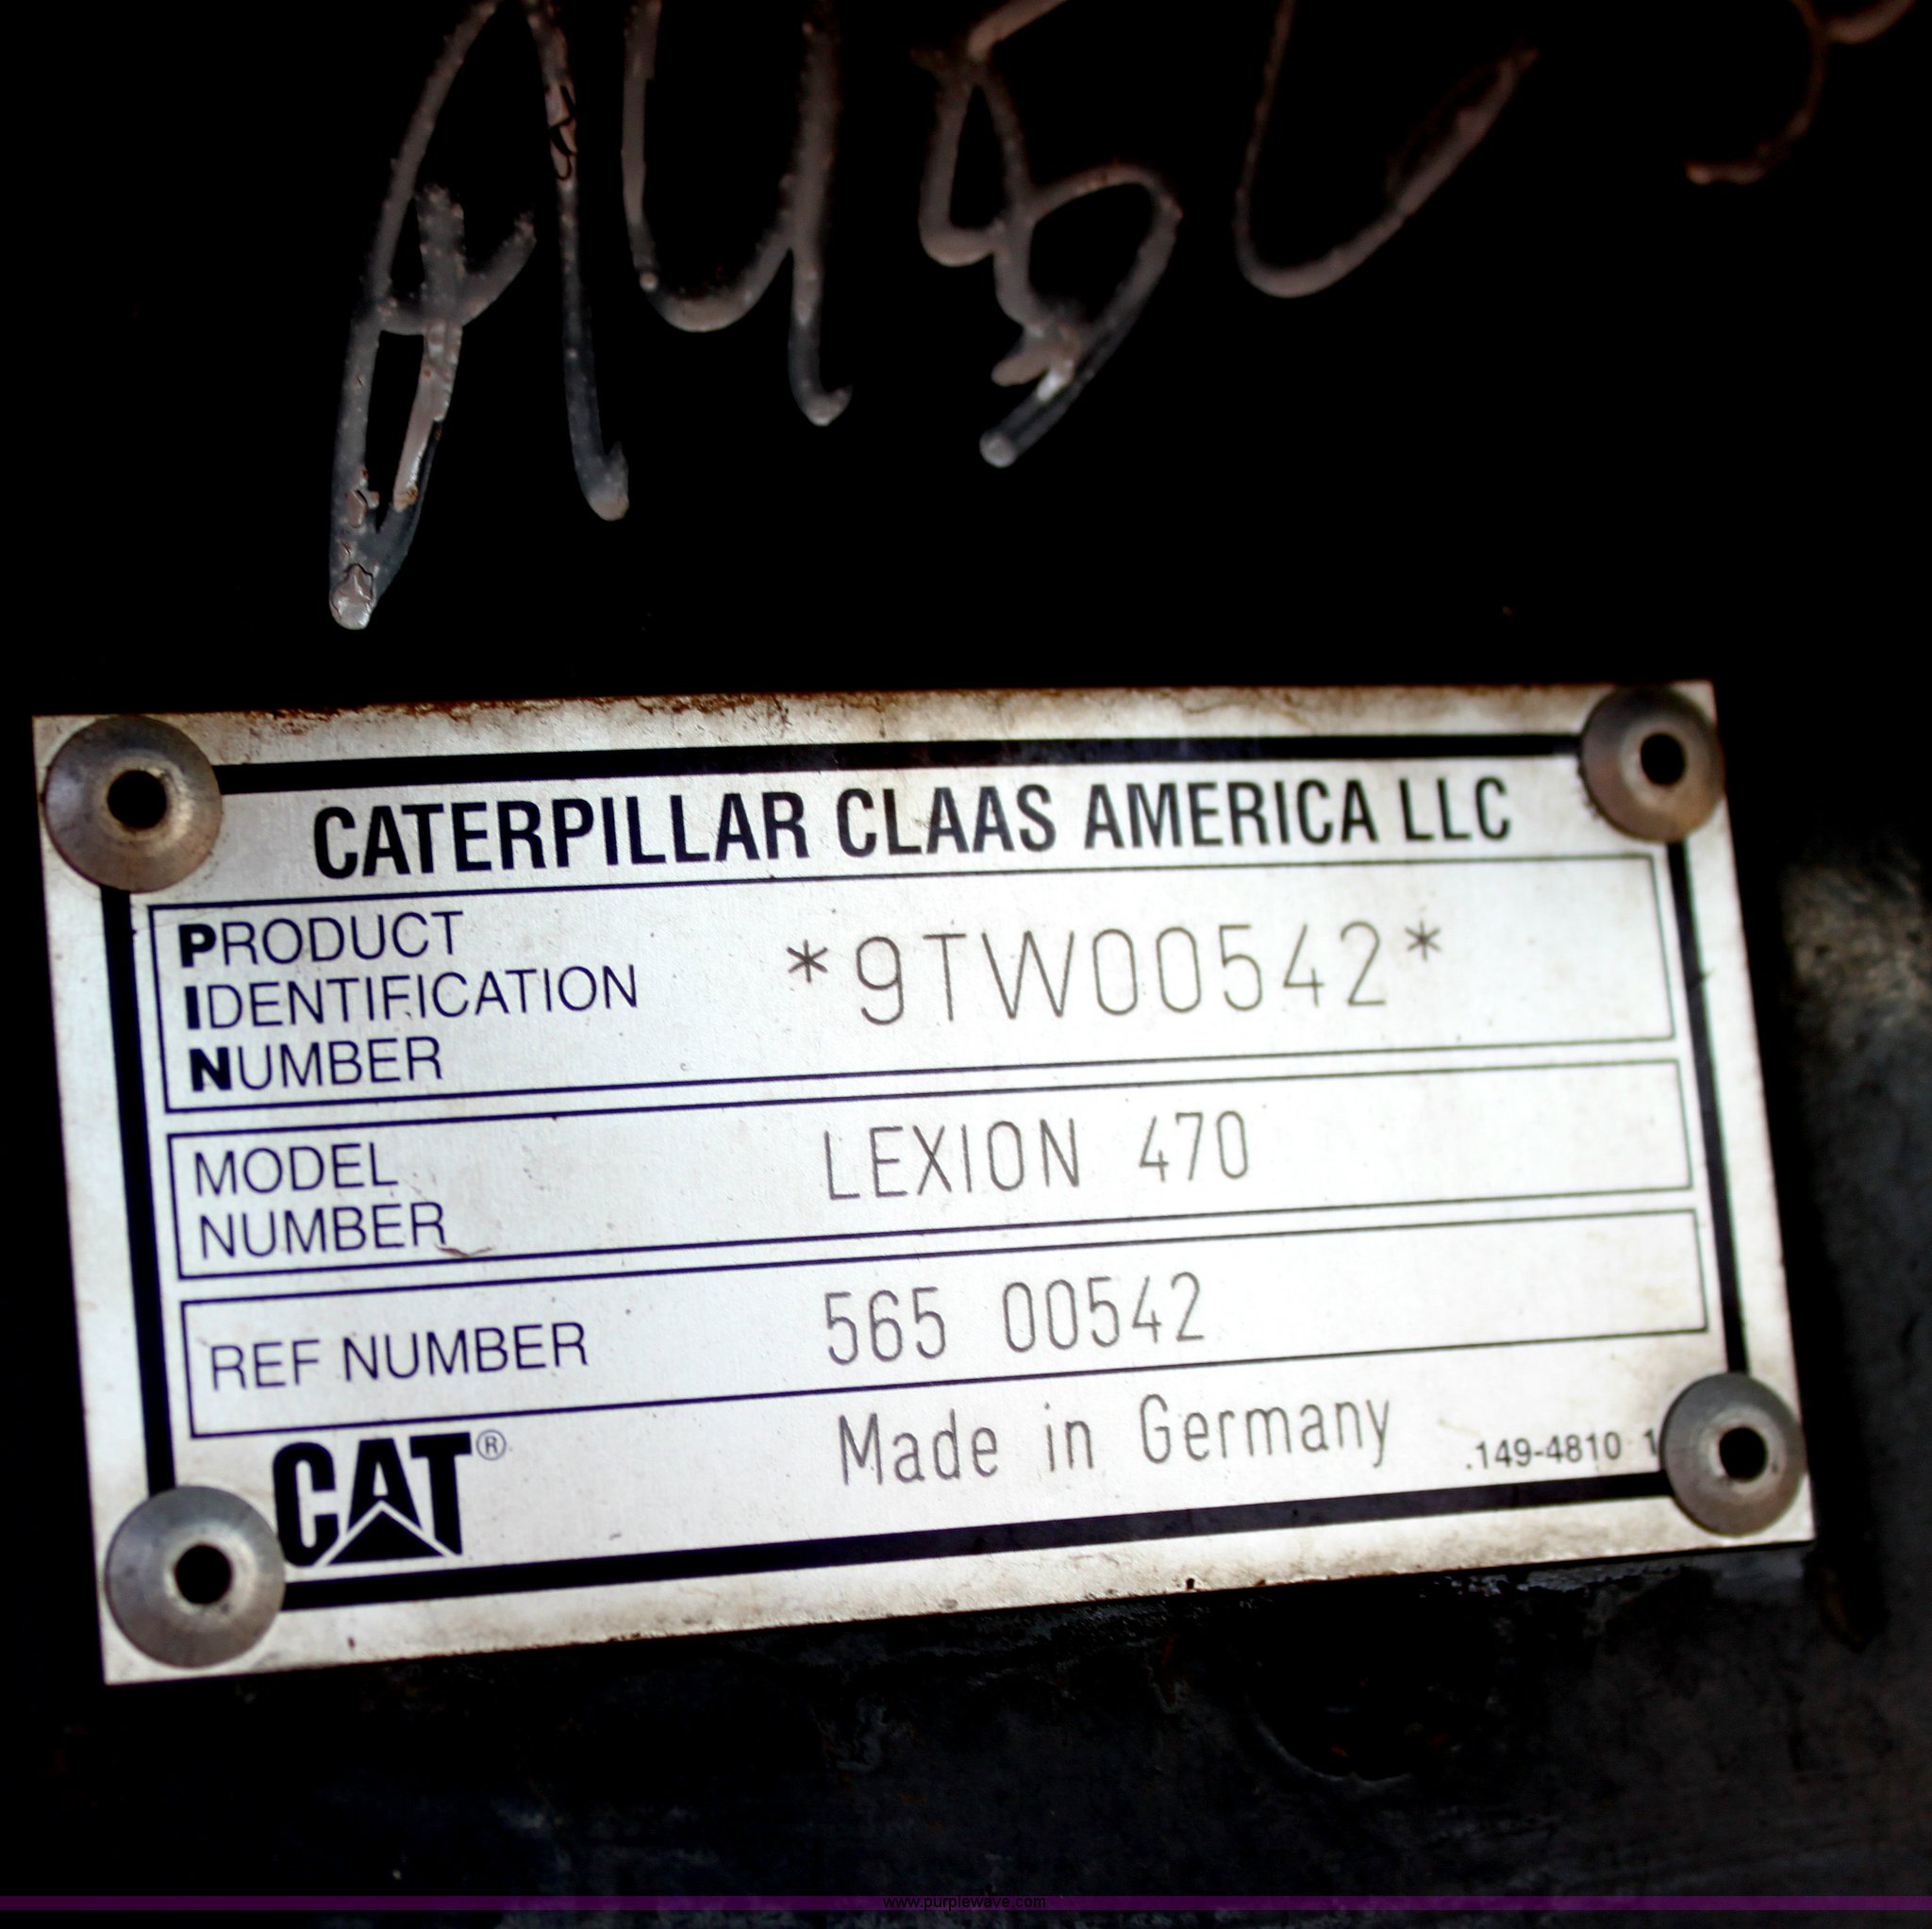 CATERPILLAR CLAAS AMERICA LLC
PRODUCT
IDENTIFICATION
NUMBER
*9TW00542*
MODEL
NUMBER
LEXION 470
REF NUMBER
565 00542
CAT®
Made in Germany
.149-4810 1
www.purplewave.com